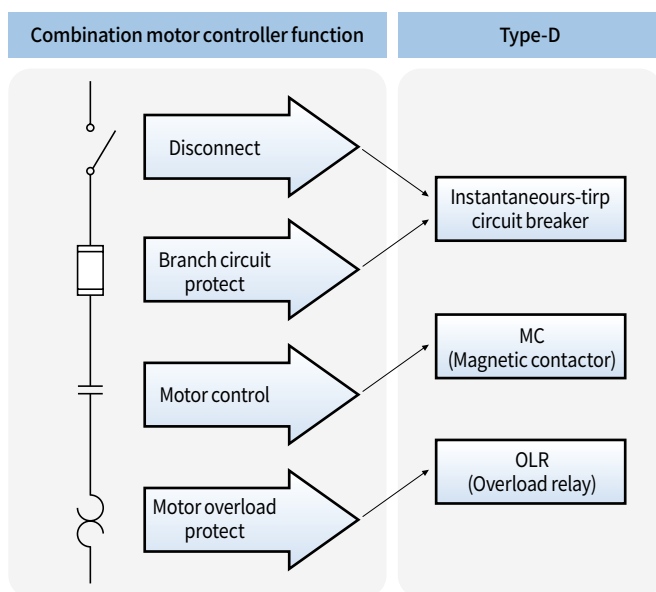 Combination motor controller function
Type-D
Disconnect
Instantaneours-tirp
circuit breaker
Branch circuit
protect
MC
(Magnetic contactor)
Motor control
OLR
(Overload relay)
Motor overload
protect